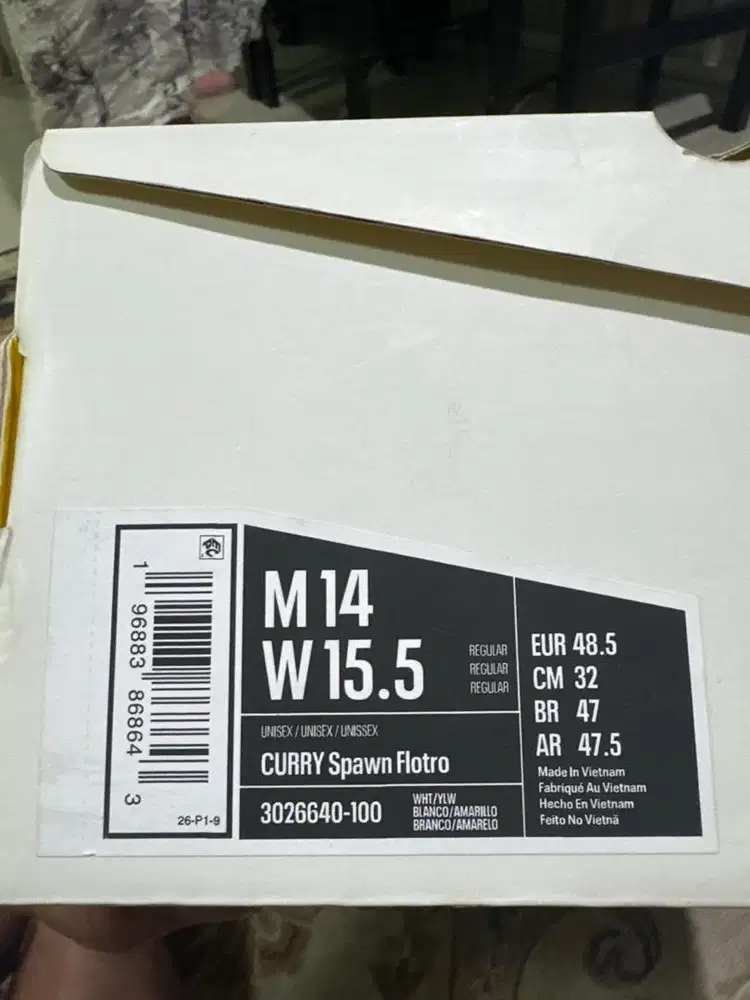 1 96883 86864 3
26-P1-9
M 14
W 15.5
REGULAR
REGULAR
REGULAR
UNISEX / UNISEX / UNISSEX
CURRY Spawn Flotro
3026640-100
WHT/YLW
BLANCO/AMARILLO
BRANCO/AMARELO
EUR 48.5
CM 32
BR 47
AR 47.5
Made In Vietnam
Fabriqué Au Vietnam
Hecho En Vietnam
Feito No Vietnã